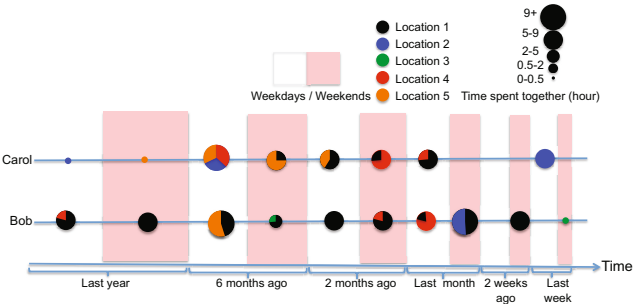 9+
5-9
2-5
0.5-2
0-0.5
Time spent together (hour)
Location 1
Location 2
Location 3
Location 4
Location 5
Weekdays / Weekends
Carol
Bob
Time
Last year
6 months ago
2 months ago
Last month
2 weeks
ago
Last
week